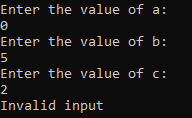 Enter the value of a:
0
Enter the value of b:
5
Enter the value of c:
2
Invalid input